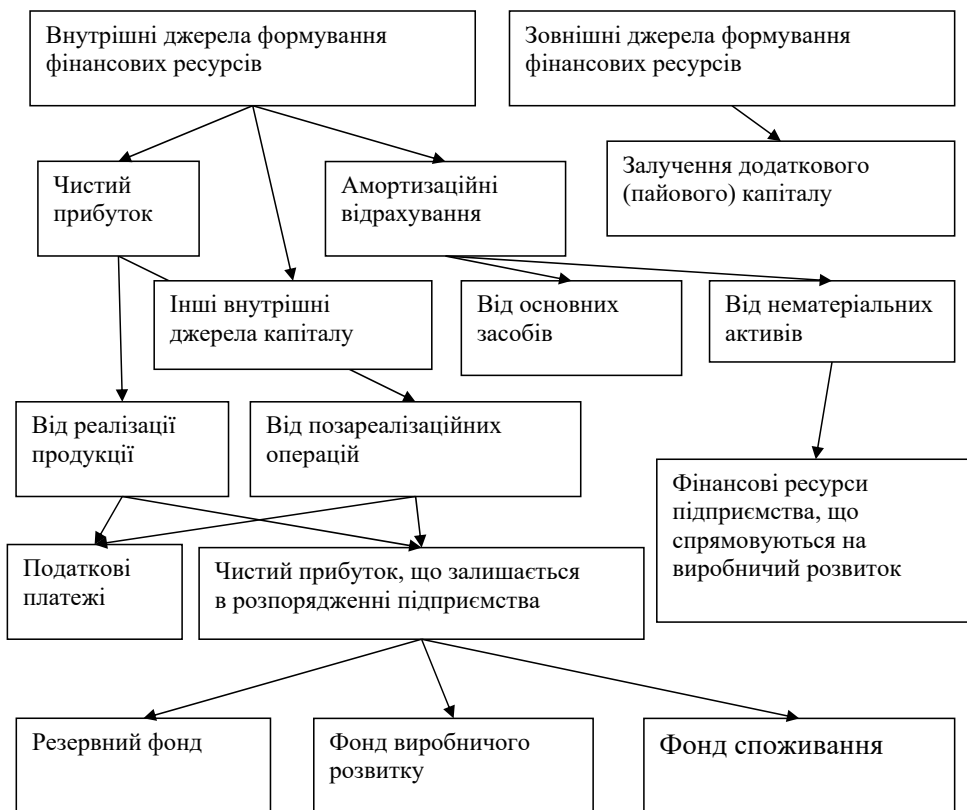 Внутрішні джерела формування
фінансових ресурсів
Зовнішні джерела формування
фінансових ресурсів
Залучення додаткового
(пайового) капіталу
Чистий
прибуток
Амортизаційні
відрахування
Інші внутрішні
джерела капіталу
Від основних
засобів
Від нематеріальних
активів
Від реалізації
продукції
Від позареалізаційних
операцій
Фінансові ресурси
підприємства, що
спрямовуються на
виробничий розвиток
Податкові
платежі
Чистий прибуток, що залишається
в розпорядженні підприємства
Резервний фонд
Фонд виробничого
розвитку
Фонд споживання